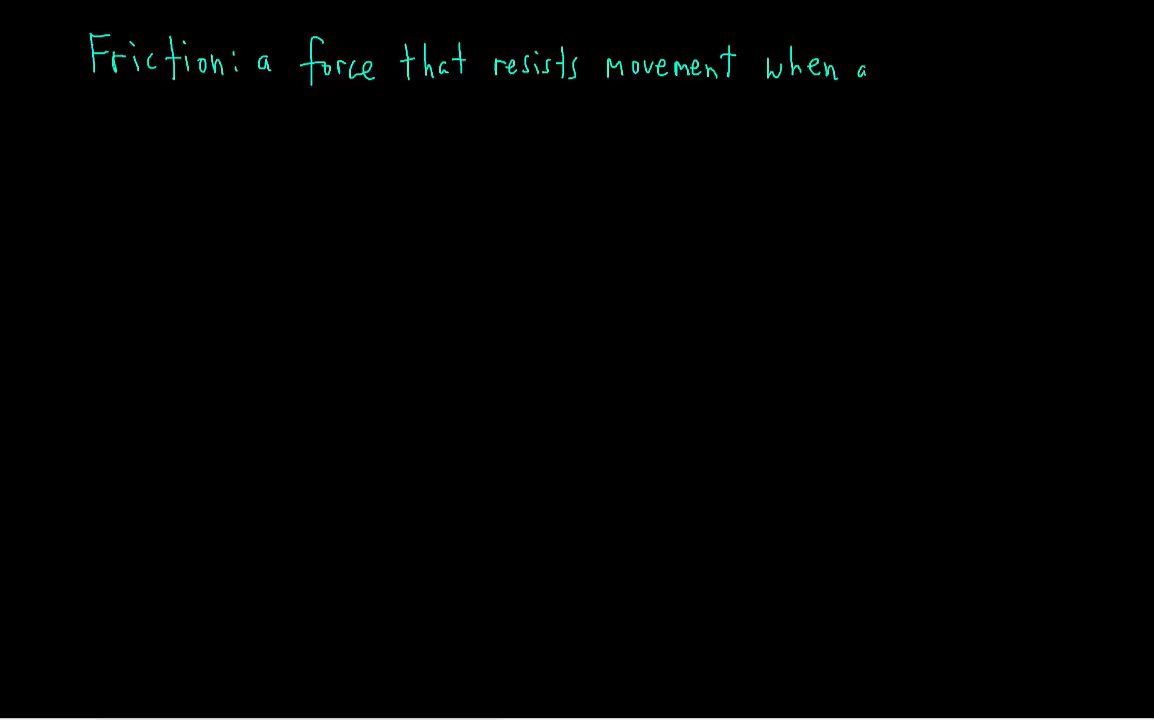 Friction: a force that resists movement when a